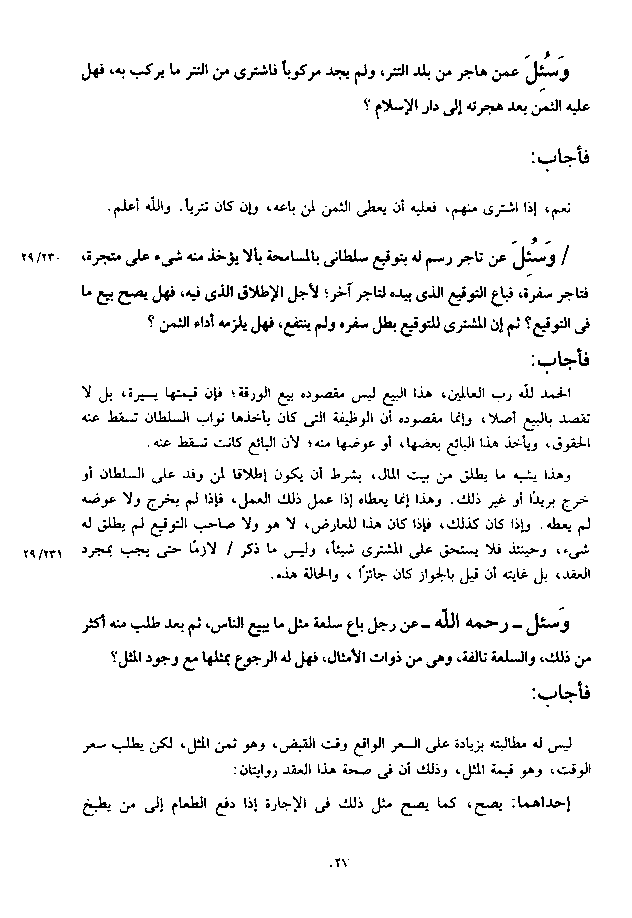 وَسُئِلَ عمن هاجر من بلد التتر، ولم يجد مركوباً فاشترى من التتر ما يركب به، فهل
عليه الثمن بعد هجرته إلى دار الإسلام ؟
فأجاب:
نعم، إذا اشترى منهم، فعليه أن يعطى الثمن لمن باعه، وإن كان تترياً. والله أعلم.
/ وَسُئِلَ عن تاجر رسم له بتوقيع سلطانى بالمسامحة بألا يؤخذ منه شىء على متجرة، ٢٩/٢٣٠
فتاجر سفرة، فباع التوقيع الذى بيده لتاجر آخر؛ لأجل الإطلاق الذى فيه، فهل يصح بيع ما
فى التوقيع؟ ثم إن المشترى للتوقيع بطل سفره ولم ينتفع، فهل يلزمه أداء الثمن ؟
فأجاب:
الحمد لله رب العالمين، هذا البيع ليس مقصوده بيع الورقة؛ فإن قيمتها يسيرة، بل لا
تقصد بالبيع أصلا، وإنما مقصوده أن الوظيفة التى كان يأخذها نواب السلطان تسقط عنه
الحقوق، ويأخذ هذا البائع بعضها، أو عوضها منه؛ لأن البائع كانت تسقط عنه.
وهذا يشبه ما يطلق من بيت المال، بشرط أن يكون إطلاقا لمن وفد على السلطان أو
خرج بريدًا أو غير ذلك. وهذا إنما يعطاه إذا عمل ذلك العمل، فإذا لم يخرج ولا عوضه
لم يعطه. وإذا كان كذلك، فإذا كان هذا للعارض، لا هو ولا صاحب التوقيع لم يطلق له
شىء، وحينئذ فلا يستحق على المشترى شيئاً، وليس ما ذكر / لازمًا حتى يجب بمجرد ٢٩/٢٣١
العقد، بل غايته أن قيل بالجواز كان جائزًا ، والحالة هذه.
وَسئل ـ رحمه اللّه ـ عن رجل باع سلعة مثل ما يبيع الناس، ثم بعد طلب منه أكثر
من ذلك، والسلعة تالفة، وهى من ذوات الأمثال، فهل له الرجوع بمثلها مع وجود المثل؟
فأجاب:
ليس له مطالبته بزيادة على السعر الواقع وقت القبض، وهو ثمن المثل، لكن يطلب سعر
الوقت، وهو قيمة المثل، وذلك أن فى صحة هذا العقد روايتان:
إحداهما: يصح، كما يصح مثل ذلك فى الإجارة إذا دفع الطعام إلى من يطبخ